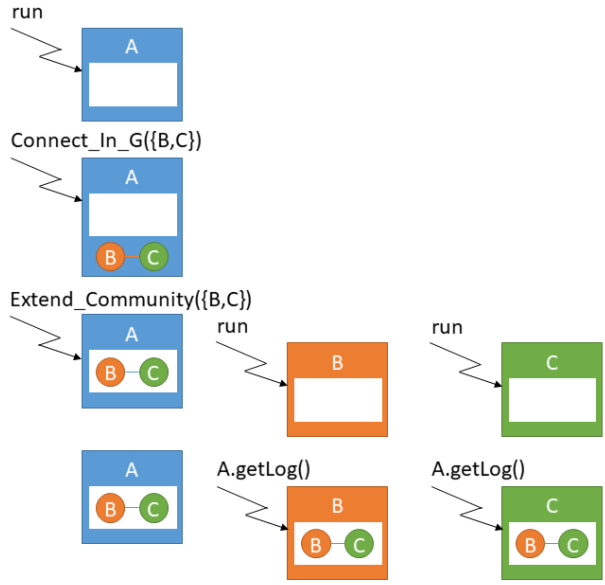 run
A
Connect_In_G({B,C})
A
B C
Extend_Community({B,C})
A
B C
run
B
run
C
A
B C
A.getLog()
B
B C
A.getLog()
C
B C